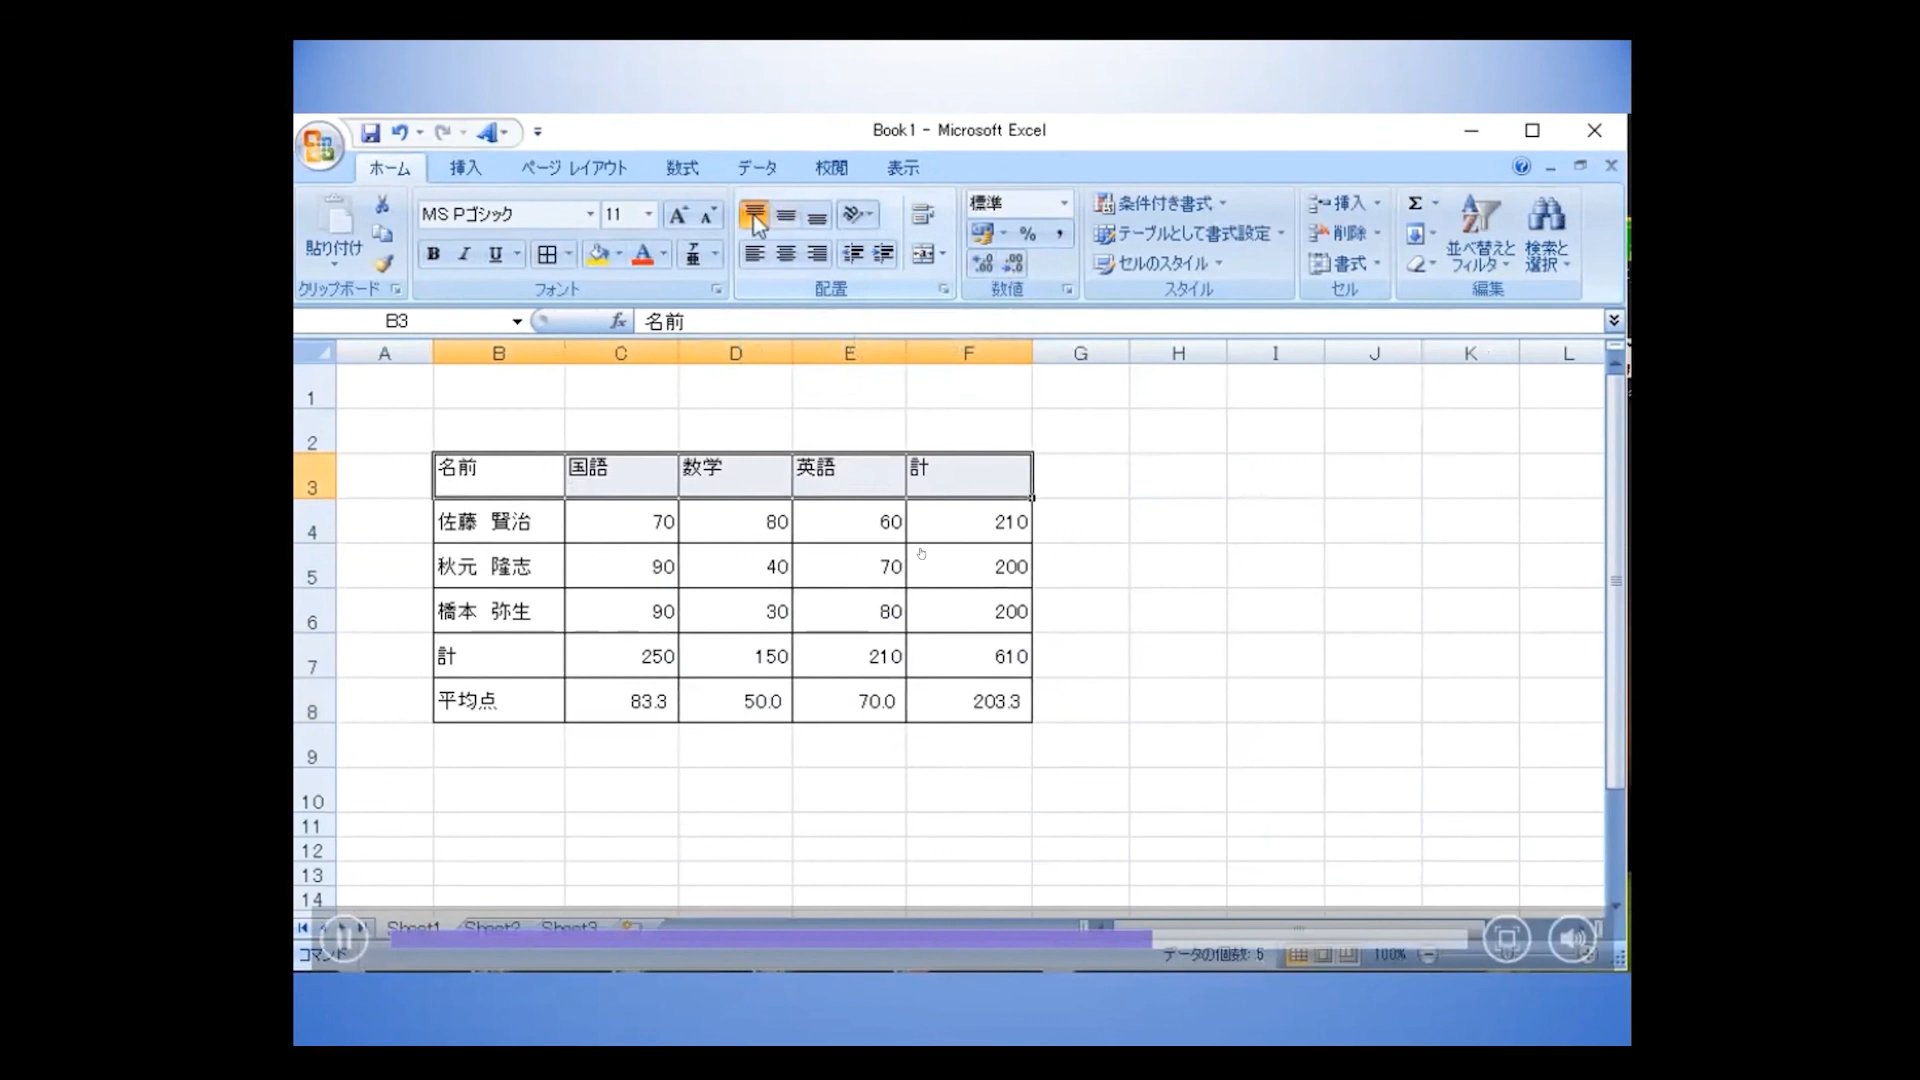 Book1 - Microsoft Excel
ホーム 挿入 ページ レイアウト 数式 データ 校閲 表示
MS Pゴシック 11 A A 標準 条件付き書式 挿入 Σ
貼り付け B I U A 亜 % , テーブルとして書式設定 削除 並べ替えと フィルタ 検索と 選択
セルのスタイル 書式
クリップボード フォント 配置 数値 スタイル セル 編集
B3 fx 名前
A B C D E F G H I J K L
1
2
3 名前 国語 数学 英語 計
4 佐藤 賢治 70 80 60 210
5 秋元 隆志 90 40 70 200
6 橋本 弥生 90 30 80 200
7 計 250 150 210 610
8 平均点 83.3 50.0 70.0 203.3
9
10
11
12
13
14
Sheet1 Sheet2 Sheet3
コマンド データの個数: 5 100%